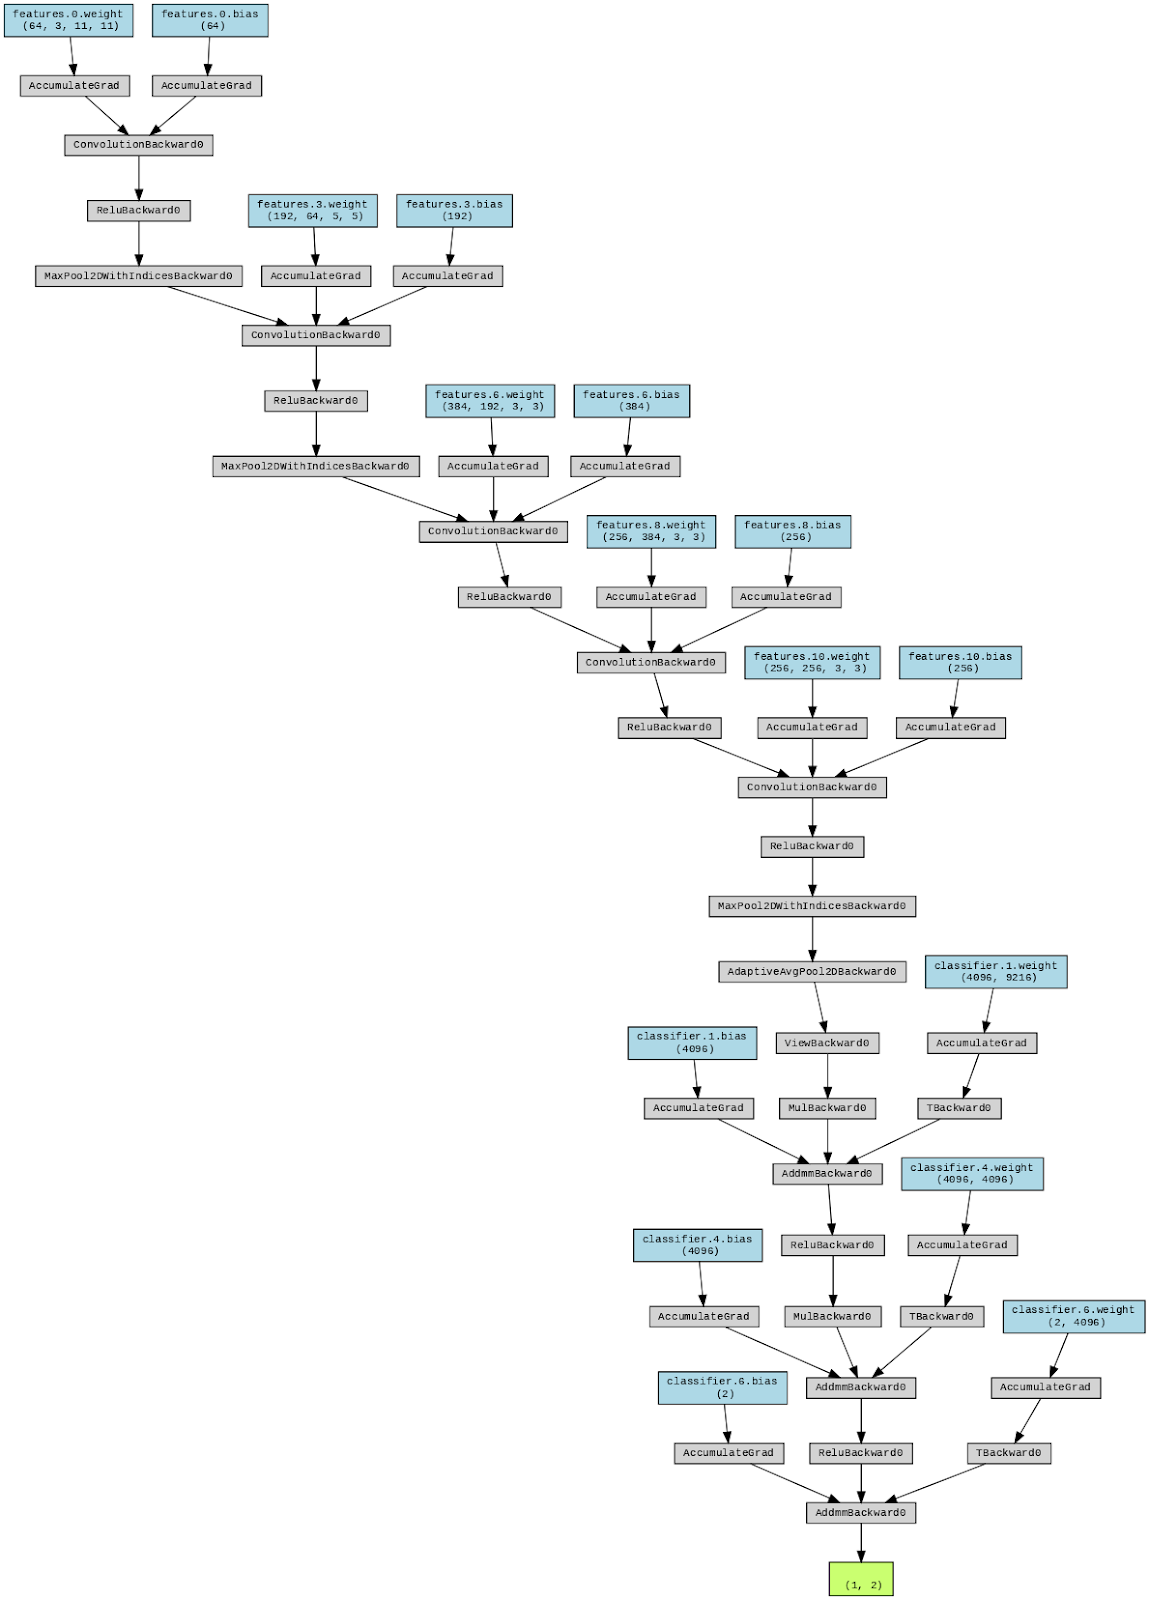 features.0.weight
(64, 3, 11, 11)
features.0.bias
(64)
AccumulateGrad
AccumulateGrad
ConvolutionBackward0
ReluBackward0
features.3.weight
(192, 64, 5, 5)
features.3.bias
(192)
MaxPool2DWithIndicesBackward0
AccumulateGrad
AccumulateGrad
ConvolutionBackward0
ReluBackward0
features.6.weight
(384, 192, 3, 3)
features.6.bias
(384)
MaxPool2DWithIndicesBackward0
AccumulateGrad
AccumulateGrad
ConvolutionBackward0
features.8.weight
(256, 384, 3, 3)
features.8.bias
(256)
ReluBackward0
AccumulateGrad
AccumulateGrad
ConvolutionBackward0
features.10.weight
(256, 256, 3, 3)
features.10.bias
(256)
ReluBackward0
AccumulateGrad
AccumulateGrad
ConvolutionBackward0
ReluBackward0
MaxPool2DWithIndicesBackward0
AdaptiveAvgPool2DBackward0
classifier.1.weight
(4096, 9216)
classifier.1.bias
(4096)
ViewBackward0
AccumulateGrad
AccumulateGrad
MulBackward0
TBackward0
AddmmBackward0
classifier.4.weight
(4096, 4096)
classifier.4.bias
(4096)
ReluBackward0
AccumulateGrad
AccumulateGrad
MulBackward0
TBackward0
classifier.6.weight
(2, 4096)
classifier.6.bias
(2)
AddmmBackward0
AccumulateGrad
AccumulateGrad
ReluBackward0
TBackward0
AddmmBackward0
(1, 2)